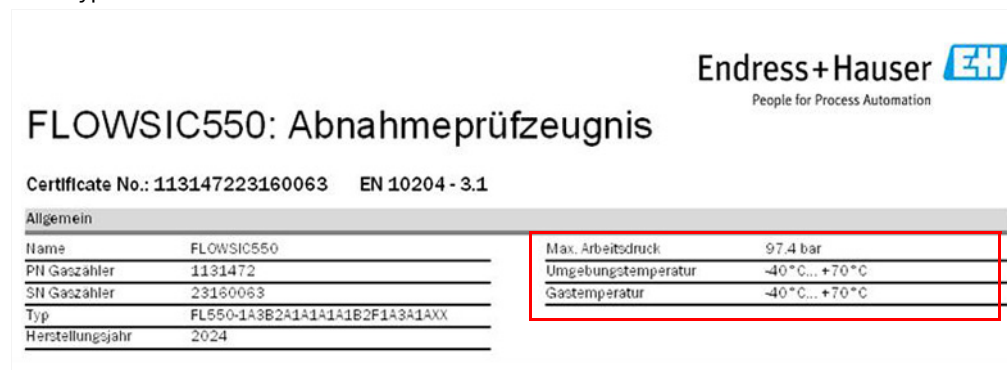 Endress+Hauser EH
People for Process Automation
FLOWSIC550: Abnahmeprüfzeugnis
Certificate No.: 113147223160063 EN 10204 - 3.1
Allgemein
Name FLOWSIC550
PN Gaszähler 1131472
SN Gaszähler 23160063
Typ FL550-1A3B2A1A1A1A1B2F1A3A1AXX
Herstellungsjahr 2024
Max. Arbeitsdruck 97.4 bar
Umgebungstemperatur -40°C... +70°C
Gastemperatur -40°C... +70°C